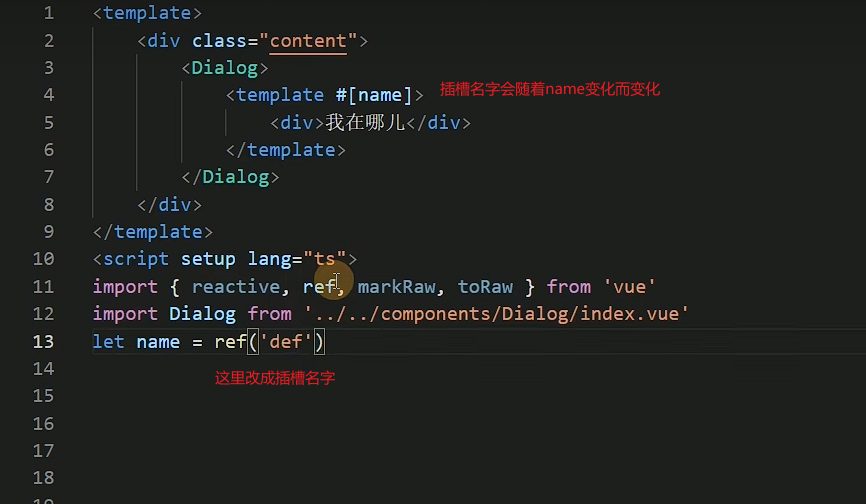 1 <template>
2 <div class="content">
3 <Dialog>
4 <template #[name]> 插槽名字会随着name变化而变化
5 <div>我在哪儿</div>
6 </template>
7 </Dialog>
8 </div>
9 </template>
10 <script setup lang="ts">
11 import { reactive, ref, markRaw, toRaw } from 'vue'
12 import Dialog from '../../components/Dialog/index.vue'
13 let name = ref('def')
14
这里改成插槽名字
15
16
17
18
19